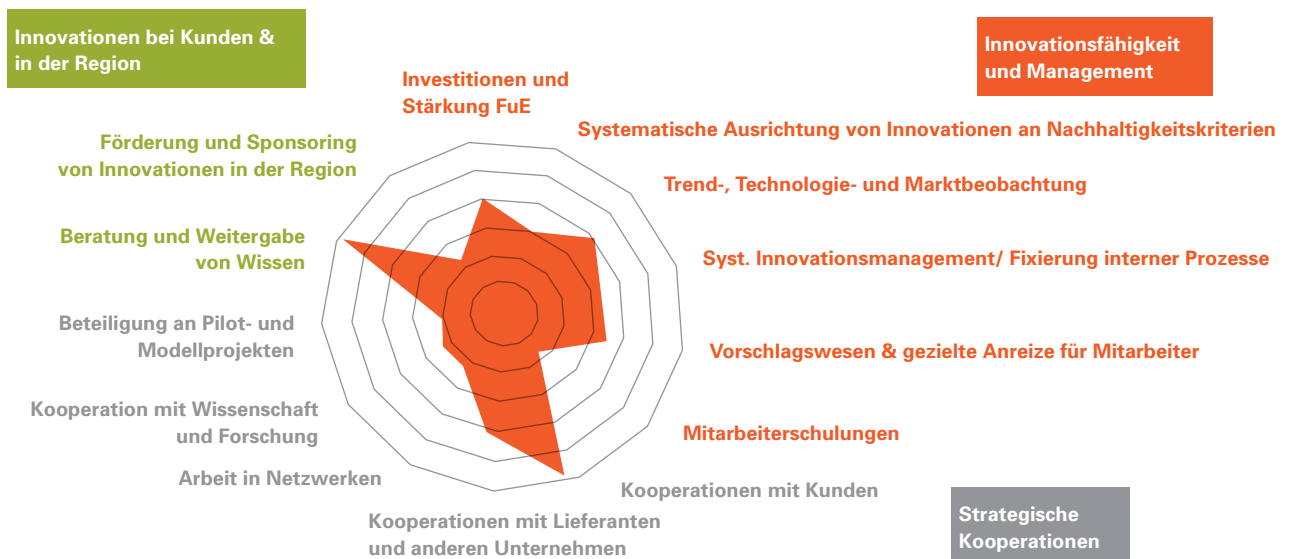 Innovationen bei Kunden &
in der Region
Innovationsfähigkeit
und Management
Investitionen und
Stärkung FuE
Systematische Ausrichtung von Innovationen an Nachhaltigkeitskriterien
Trend-, Technologie- und Marktbeobachtung
Syst. Innovationsmanagement/ Fixierung interner Prozesse
Vorschlagswesen & gezielte Anreize für Mitarbeiter
Mitarbeiterschulungen
Kooperationen mit Kunden
Kooperationen mit Lieferanten
und anderen Unternehmen
Arbeit in Netzwerken
Kooperation mit Wissenschaft
und Forschung
Beteiligung an Pilot- und
Modellprojekten
Beratung und Weitergabe
von Wissen
Förderung und Sponsoring
von Innovationen in der Region
Strategische
Kooperationen